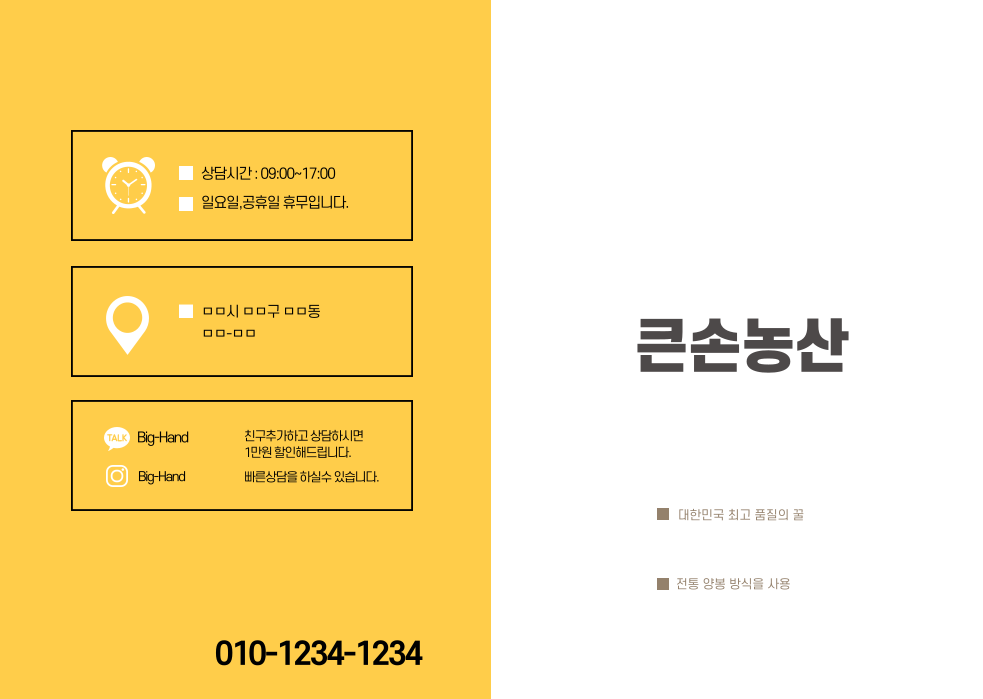 상담시간 : 09:00~17:00
일요일,공휴일 휴무입니다.
ㅁㅁ시 ㅁㅁ구 ㅁㅁ동
ㅁㅁ-ㅁㅁ
TALK Big-Hand
친구추가하고 상담하시면
1만원 할인해드립니다.
Big-Hand
빠른상담을 하실수 있습니다.
010-1234-1234
큰손농산
대한민국 최고 품질의 꿀
전통 양봉 방식을 사용